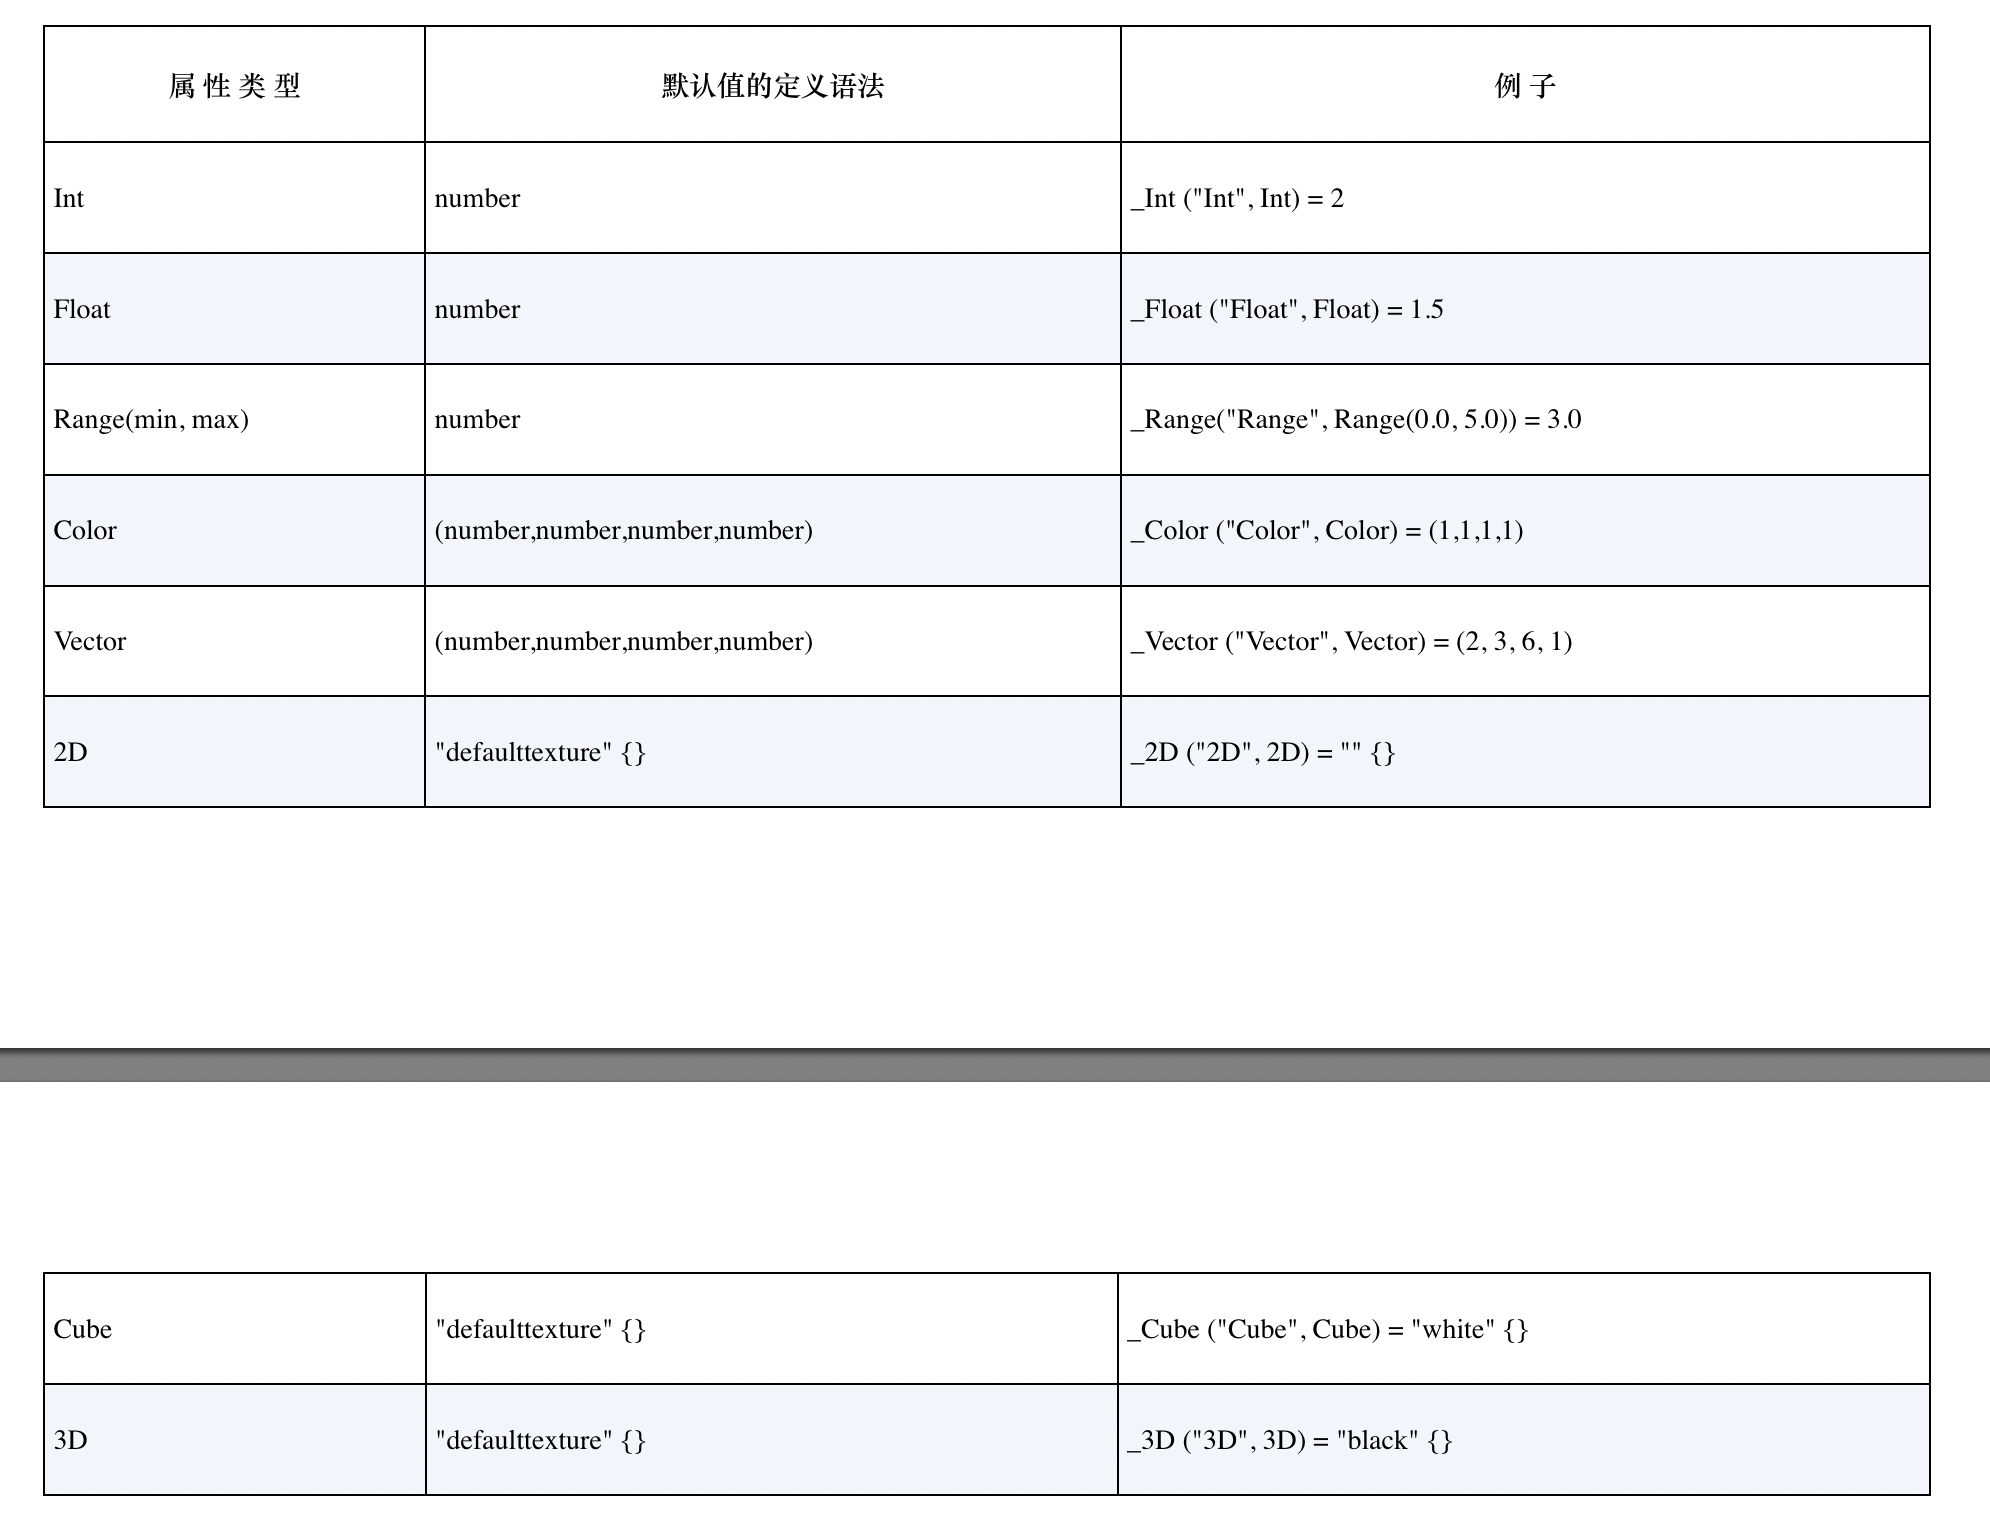 属 性 类 型 默认值的定义语法 例 子
Int number _Int ("Int", Int) = 2
Float number _Float ("Float", Float) = 1.5
Range(min, max) number _Range("Range", Range(0.0, 5.0)) = 3.0
Color (number,number,number,number) _Color ("Color", Color) = (1,1,1,1)
Vector (number,number,number,number) _Vector ("Vector", Vector) = (2, 3, 6, 1)
2D "defaulttexture" {} _2D ("2D", 2D) = "" {}
Cube "defaulttexture" {} _Cube ("Cube", Cube) = "white" {}
3D "defaulttexture" {} _3D ("3D", 3D) = "black" {}